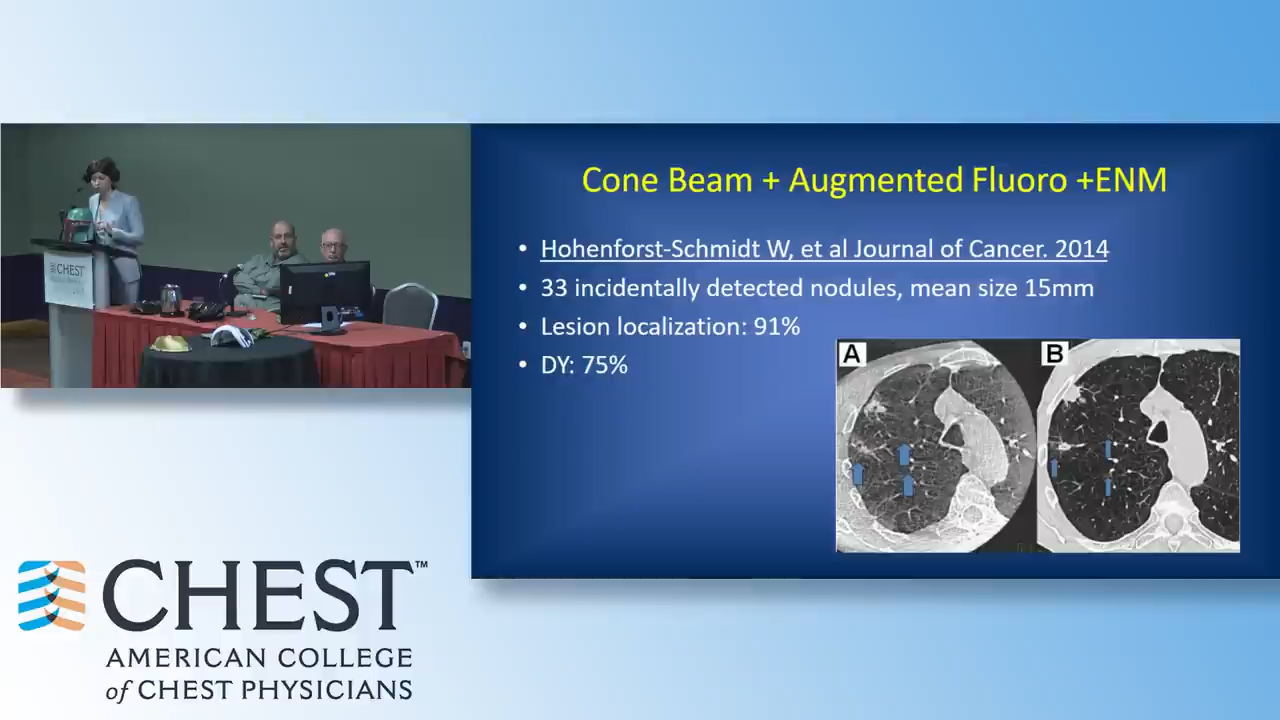 Cone Beam + Augmented Fluoro +ENM
• Hohenforst-Schmidt W, et al Journal of Cancer. 2014
• 33 incidentally detected nodules, mean size 15mm
• Lesion localization: 91%
• DY: 75%
A
B
CHEST
CHEST™
AMERICAN COLLEGE
of CHEST PHYSICIANS